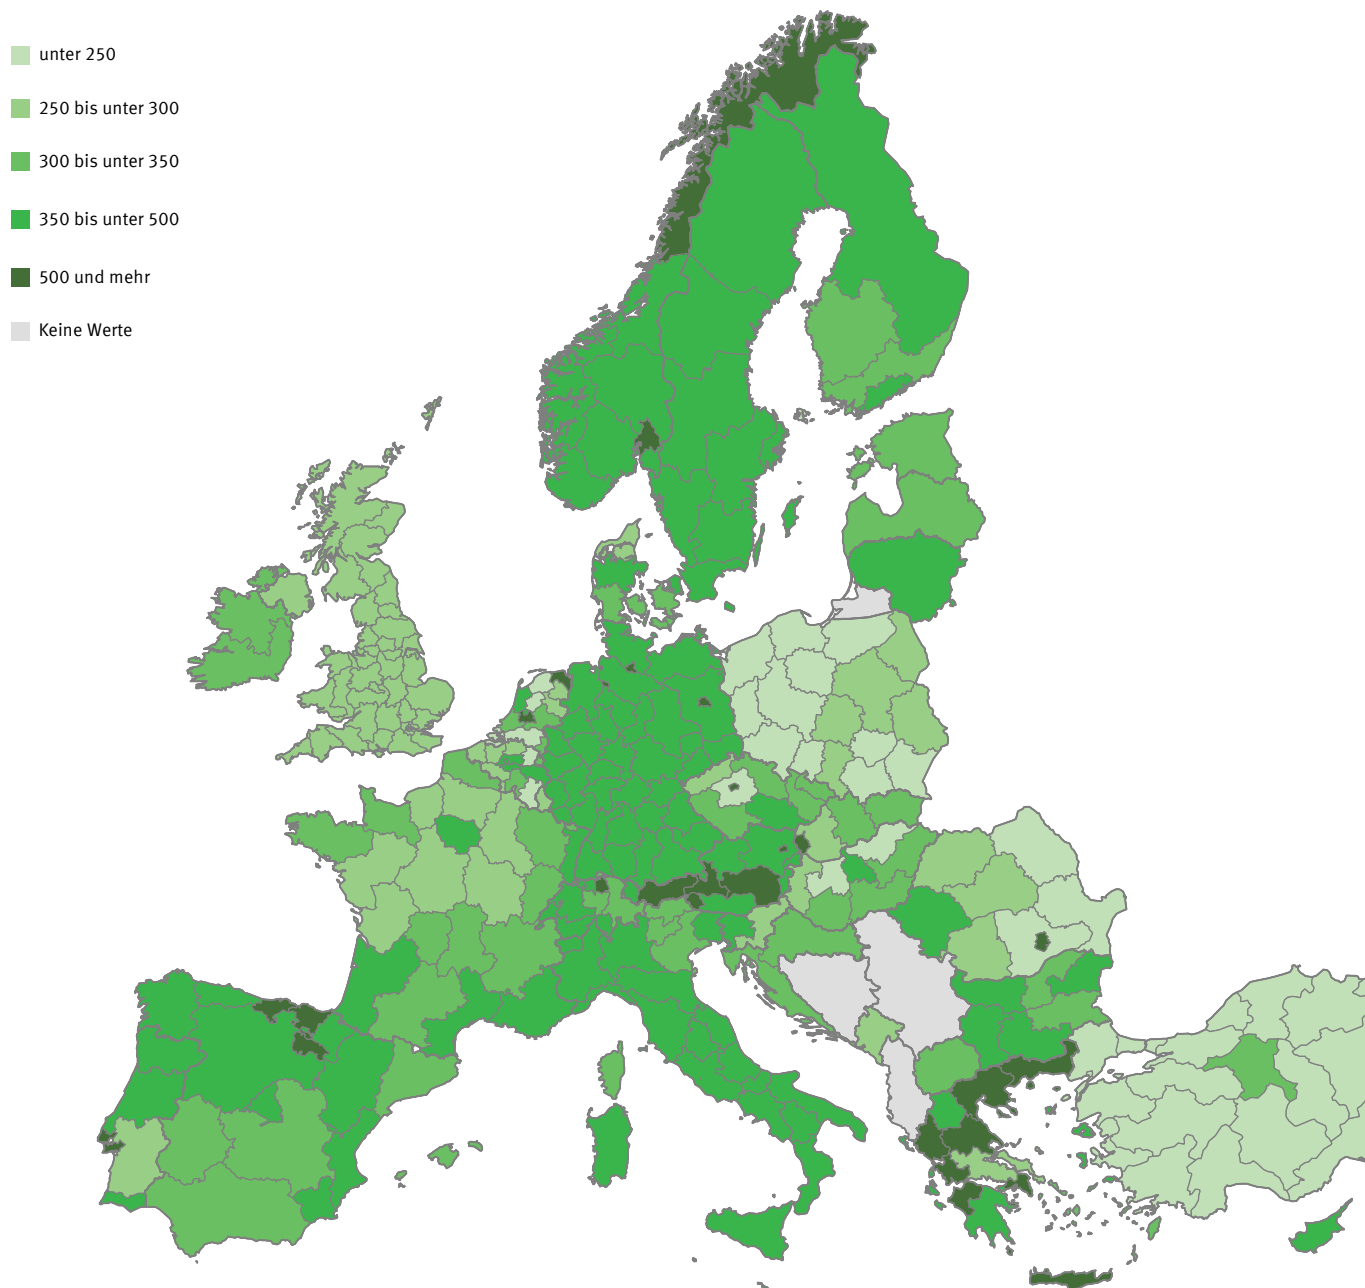 unter 250
250 bis unter 300
300 bis unter 350
350 bis unter 500
500 und mehr
Keine Werte